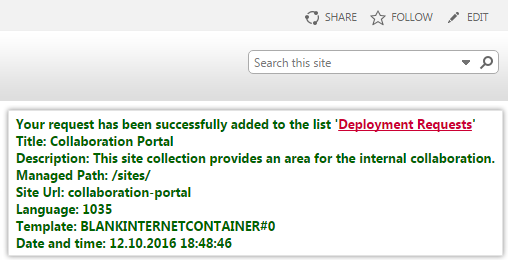 SHARE FOLLOW EDIT
Search this site
Your request has been successfully added to the list 'Deployment Requests'
Title: Collaboration Portal
Description: This site collection provides an area for the internal collaboration.
Managed Path: /sites/
Site Url: collaboration-portal
Language: 1035
Template: BLANKINTERNETCONTAINER#0
Date and time: 12.10.2016 18:48:46